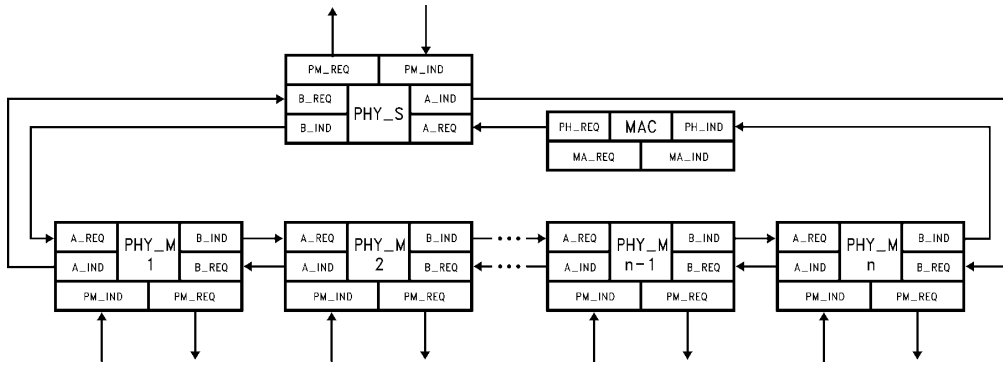 PM_REQ PM_IND
B_REQ PHY_S A_IND
B_IND A_REQ
PH_REQ MAC PH_IND
MA_REQ MA_IND
A_REQ PHY_M B_IND
A_IND 1 B_REQ
PM_IND PM_REQ
A_REQ PHY_M B_IND
A_IND 2 B_REQ
PM_IND PM_REQ
A_REQ PHY_M B_IND
A_IND n-1 B_REQ
PM_IND PM_REQ
A_REQ PHY_M B_IND
A_IND n B_REQ
PM_IND PM_REQ